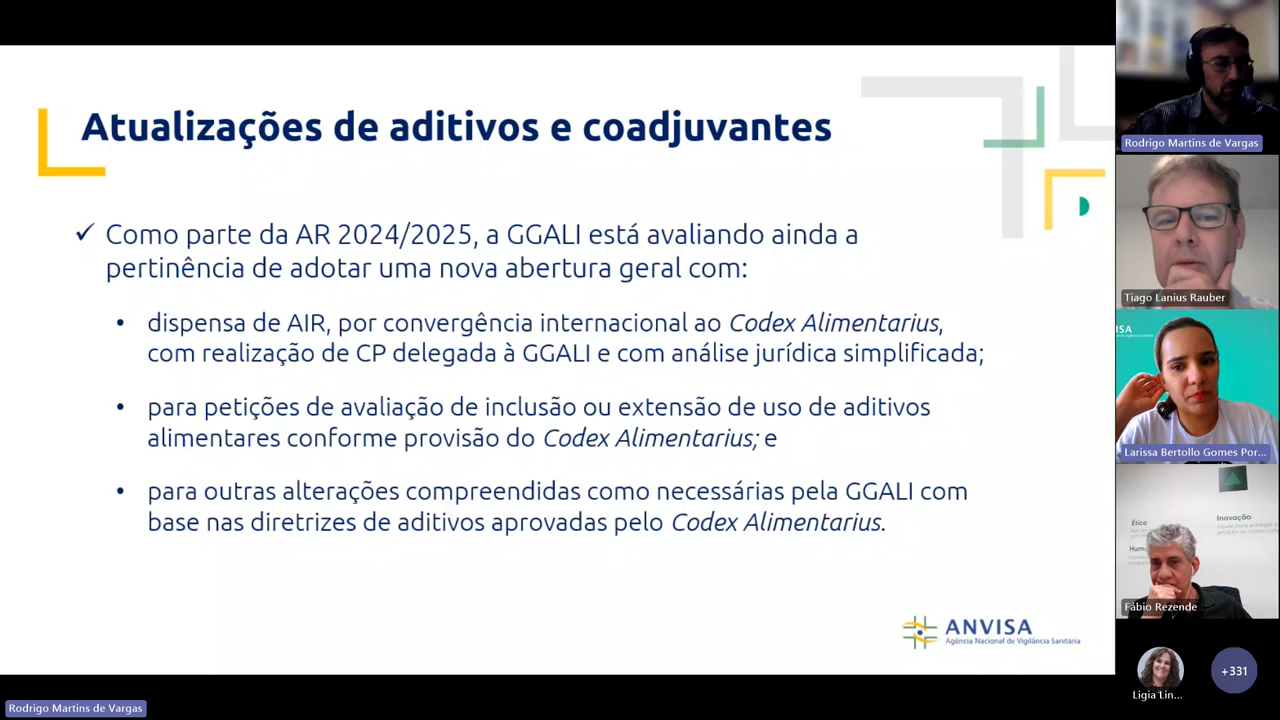 Atualizações de aditivos e coadjuvantes
✓ Como parte da AR 2024/2025, a GGALI está avaliando ainda a
pertinência de adotar uma nova abertura geral com:
• dispensa de AIR, por convergência internacional ao Codex Alimentarius,
com realização de CP delegada à GGALI e com análise jurídica simplificada;
• para petições de avaliação de inclusão ou extensão de uso de aditivos
alimentares conforme provisão do Codex Alimentarius; e
• para outras alterações compreendidas como necessárias pela GGALI com
base nas diretrizes de aditivos aprovadas pelo Codex Alimentarius.
ANVISA
Agência Nacional de Vigilância Sanitária
Rodrigo Martins de Vargas
Tiago Lanius Rauber
ISA
Larissa Bertollo Gomes Por...
Ética
Inovação
Hum
Fábio Rezende
Ligia Lin...
+331
Rodrigo Martins de Vargas